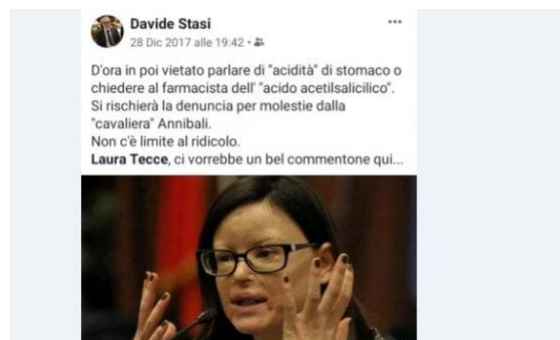 Davide Stasi
28 Dic 2017 alle 19:42 •
D'ora in poi vietato parlare di "acidità" di stomaco o
chiedere al farmacista dell' "acido acetilsalicilico".
Si rischierà la denuncia per molestie dalla
"cavaliera" Annibali.
Non c'è limite al ridicolo.
Laura Tecce, ci vorrebbe un bel commentone qui...